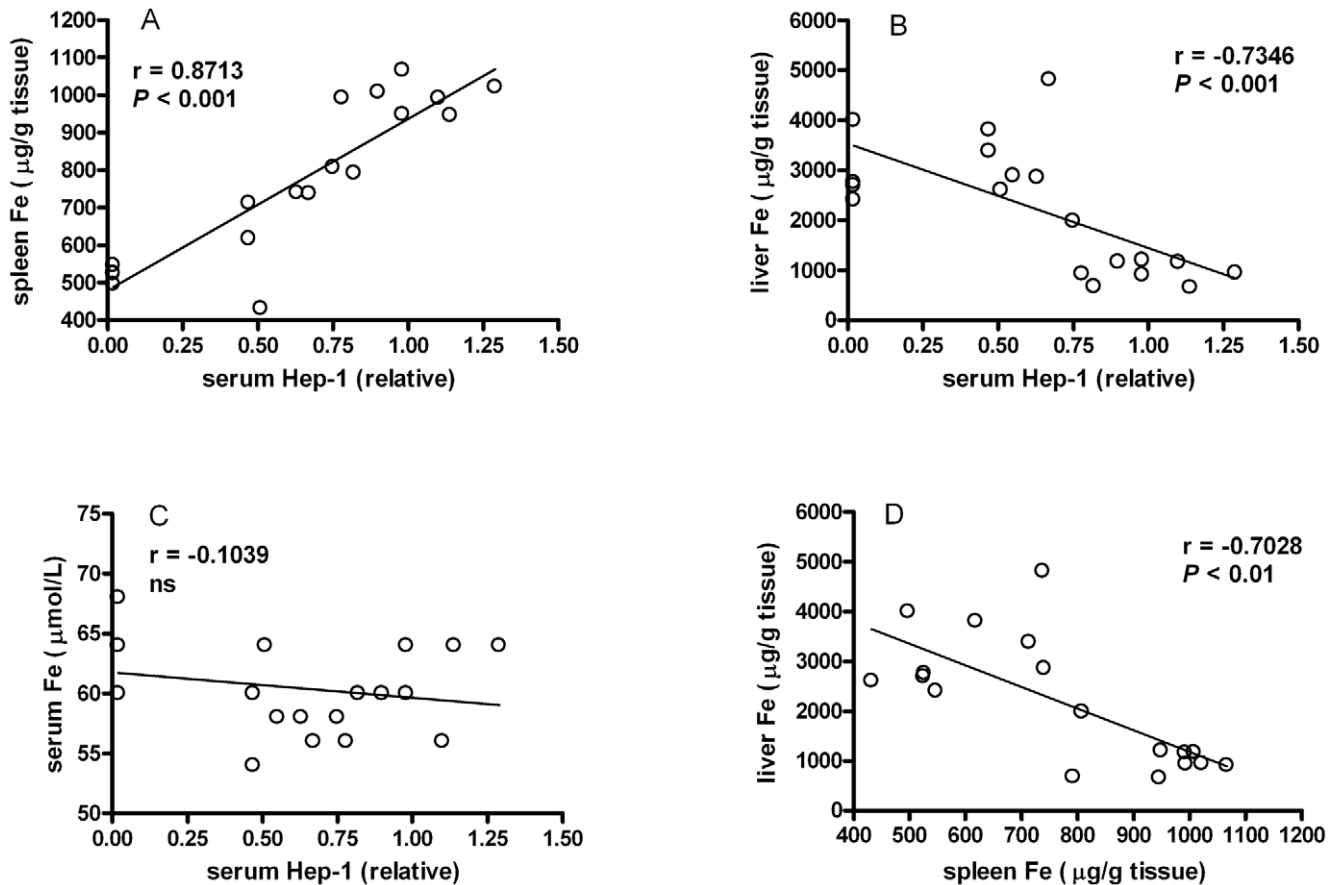 A
r = 0.8713
P < 0.001
spleen Fe ( μg/g tissue)
1200
1100
1000
900
800
700
600
500
400
0.00 0.25 0.50 0.75 1.00 1.25 1.50
serum Hep-1 (relative)
B
r = -0.7346
P < 0.001
liver Fe ( μg/g tissue)
6000
5000
4000
3000
2000
1000
0
0.00 0.25 0.50 0.75 1.00 1.25 1.50
serum Hep-1 (relative)
C
r = -0.1039
ns
serum Fe ( μmol/L)
75
70
65
60
55
50
0.00 0.25 0.50 0.75 1.00 1.25 1.50
serum Hep-1 (relative)
D
r = -0.7028
P < 0.01
liver Fe ( μg/g tissue)
6000
5000
4000
3000
2000
1000
0
400 500 600 700 800 900 1000 1100 1200
spleen Fe ( μg/g tissue)